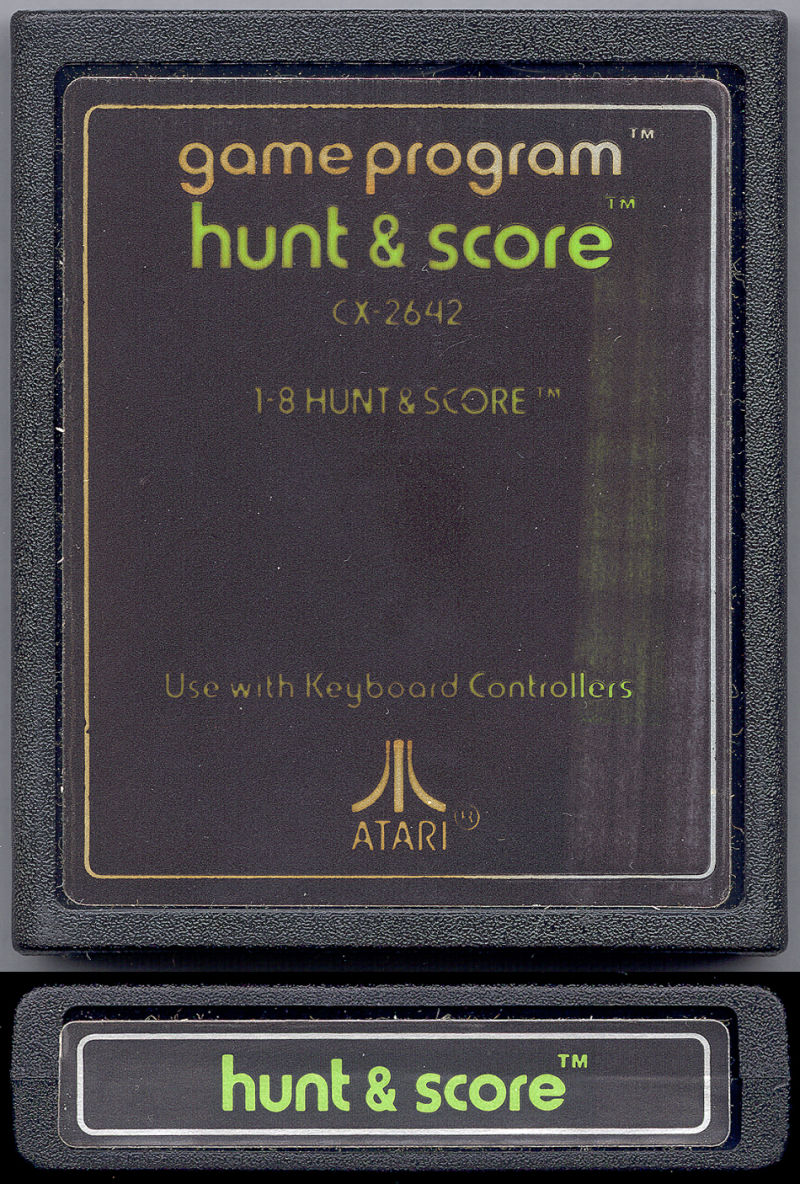 game program™
hunt & score™
CX-2642
1-8 HUNT & SCORE™
Use with Keyboard Controllers
ATARI®
hunt & score™